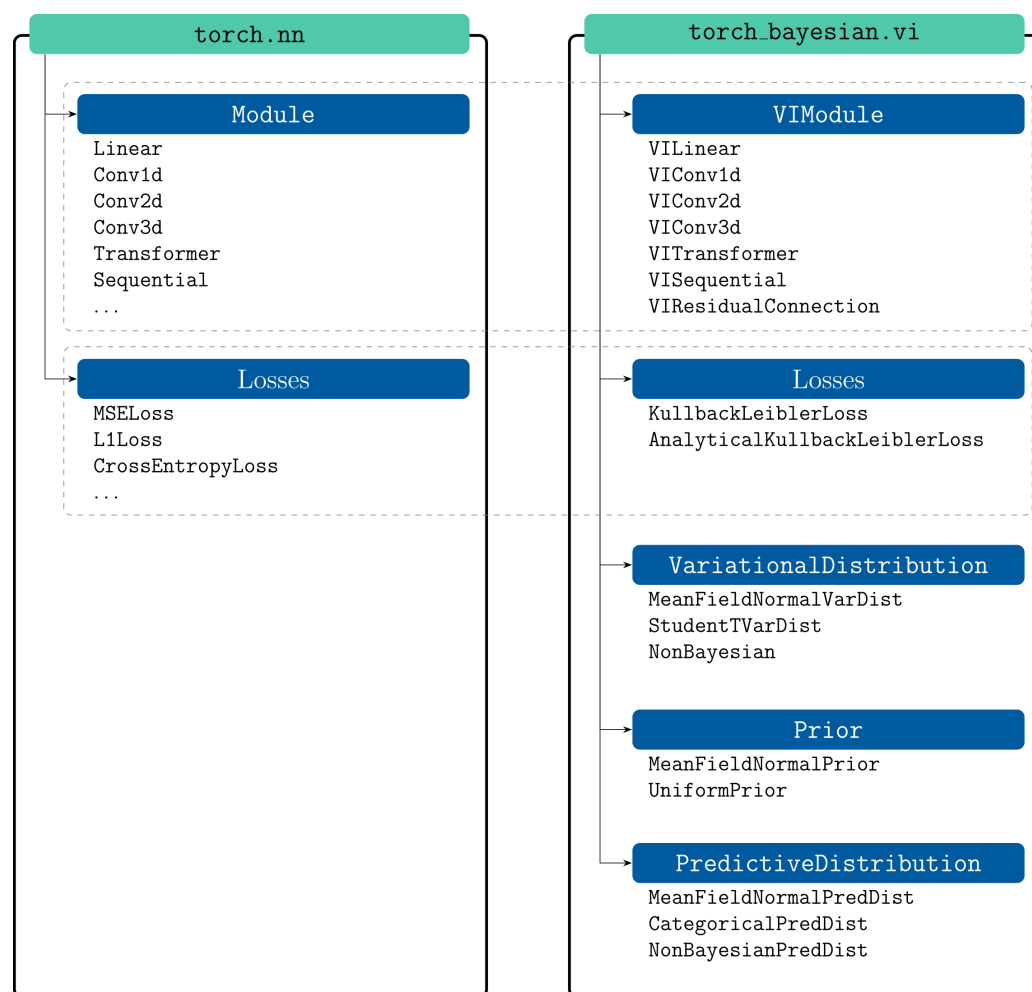 torch.nn
Module
Linear
Conv1d
Conv2d
Conv3d
Transformer
Sequential
...
Losses
MSELoss
L1Loss
CrossEntropyLoss
...
torch_bayesian.vi
VIModule
VILinear
VIConv1d
VIConv2d
VIConv3d
VITransformer
VISequential
VIResidualConnection
Losses
KullbackLeiblerLoss
AnalyticalKullbackLeiblerLoss
VariationalDistribution
MeanFieldNormalVarDist
StudentTVarDist
NonBayesian
Prior
MeanFieldNormalPrior
UniformPrior
PredictiveDistribution
MeanFieldNormalPredDist
CategoricalPredDist
NonBayesianPredDist